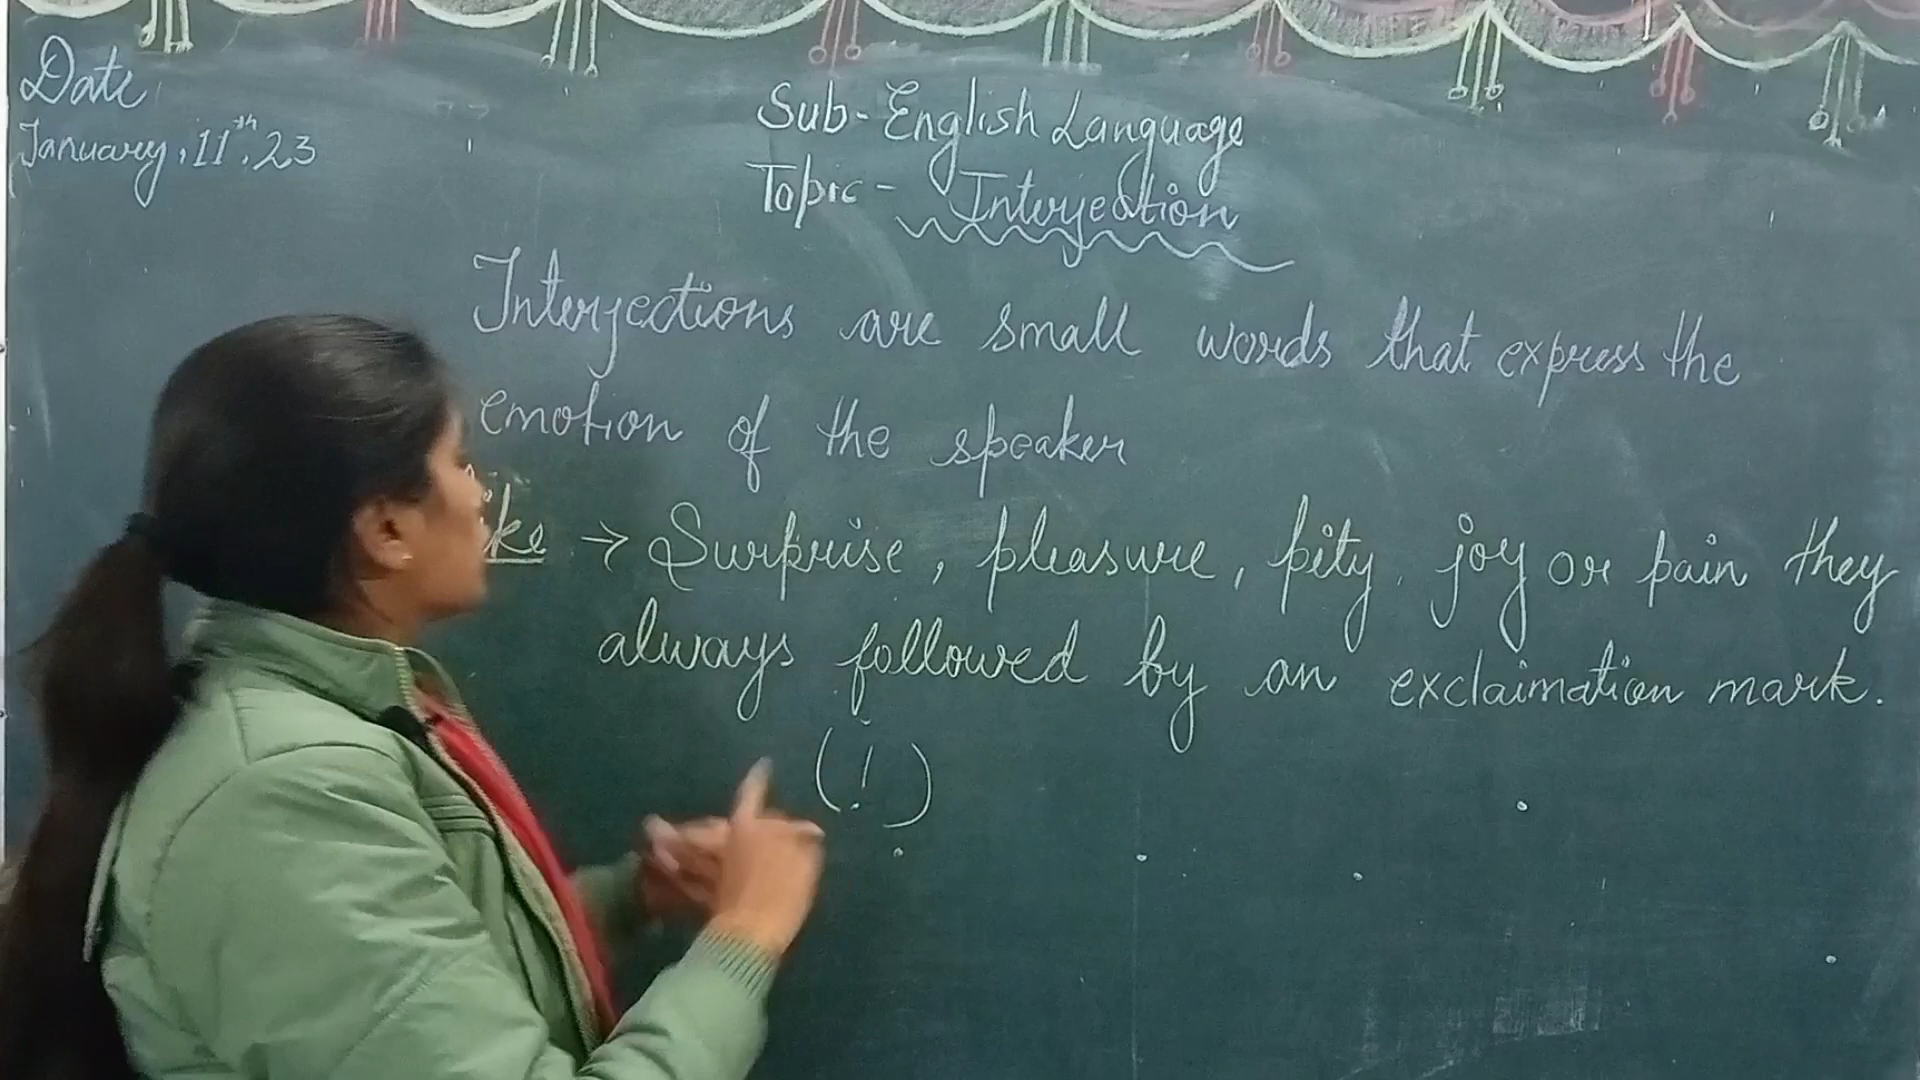 Date
January, 11th, 23
Sub- English Language
Topic- Interjection
Interjections are small words that express the
emotion of the speaker
ike → Surprise, pleasure, pity, joy or pain they
always followed by an exclaimation mark.
(!)